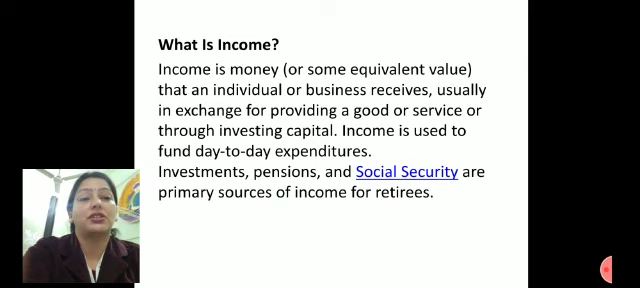 What Is Income?
Income is money (or some equivalent value)
that an individual or business receives, usually
in exchange for providing a good or service or
through investing capital. Income is used to
fund day-to-day expenditures.
Investments, pensions, and Social Security are
primary sources of income for retirees.